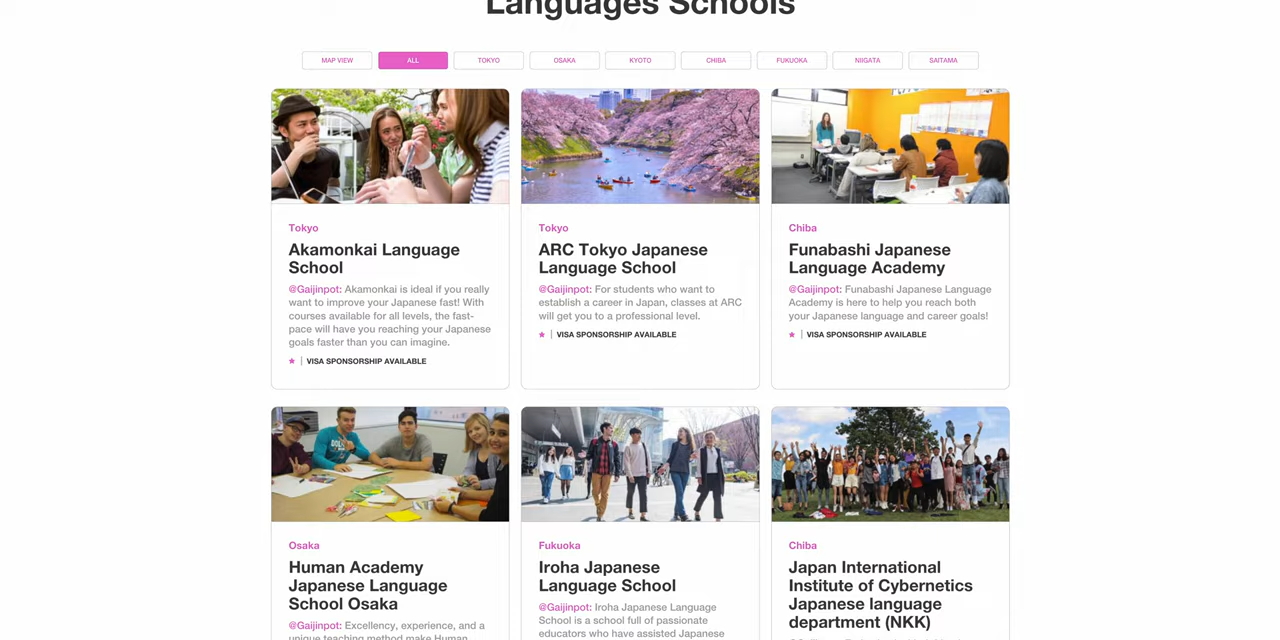 Languages Schools
MAP VIEW
ALL
TOKYO
OSAKA
KYOTO
CHIBA
FUKUOKA
NIIGATA
SAITAMA
Tokyo
Akamonkai Language
School
@Gaijinpot: Akamonkai is ideal if you really
want to improve your Japanese fast! With
courses available for all levels, the fast-
pace will have you reaching your Japanese
goals faster than you can imagine.
VISA SPONSORSHIP AVAILABLE
Tokyo
ARC Tokyo Japanese
Language School
@Gaijinpot: For students who want to
establish a career in Japan, classes at ARC
will get you to a professional level.
VISA SPONSORSHIP AVAILABLE
Chiba
Funabashi Japanese
Language Academy
@Gaijinpot: Funabashi Japanese Language
Academy is here to help you reach both
your Japanese language and career goals!
VISA SPONSORSHIP AVAILABLE
Osaka
Human Academy
Japanese Language
School Osaka
@Gaijinpot: Excellency, experience, and a
unique teaching method make Human
Fukuoka
Iroha Japanese
Language School
@Gaijinpot: Iroha Japanese Language
School is a school full of passionate
educators who have assisted Japanese
Chiba
Japan International
Institute of Cybernetics
Japanese language
department (NKK)